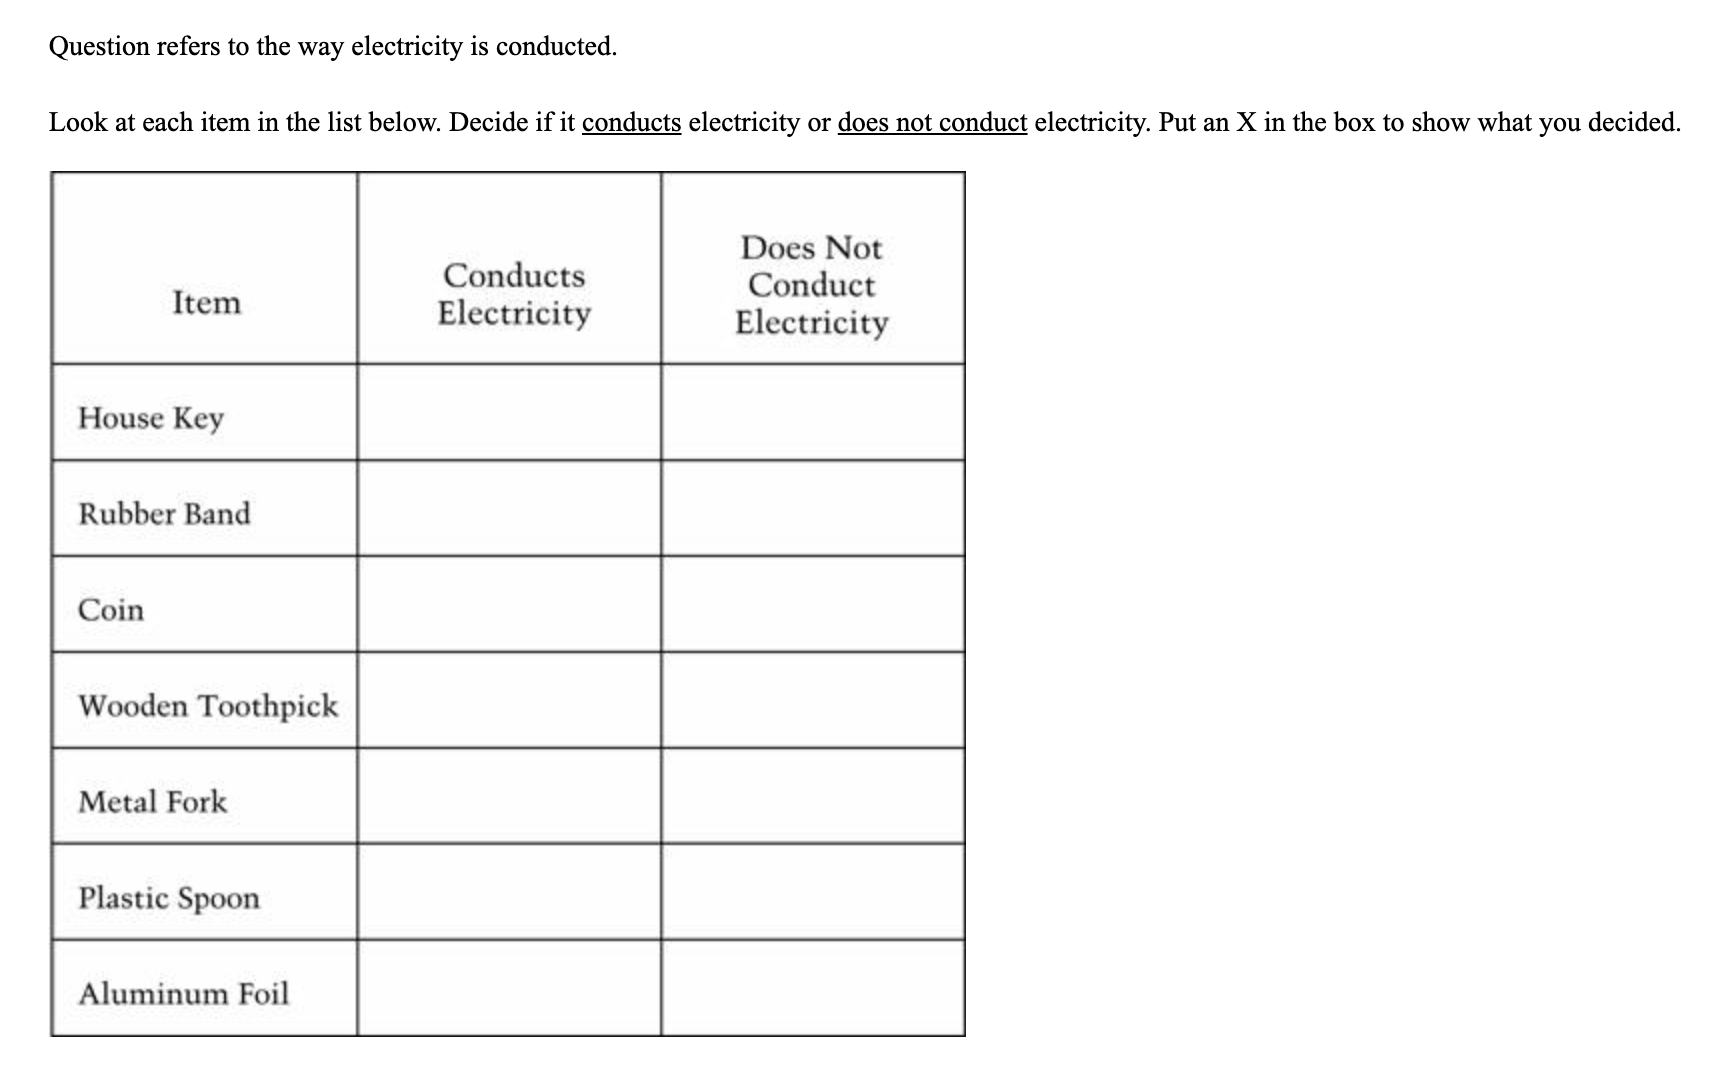 Question refers to the way electricity is conducted.
Look at each item in the list below. Decide if it conducts electricity or does not conduct electricity. Put an X in the box to show what you decided.
Item
Conducts
Electricity
Does Not
Conduct
Electricity
House Key
Rubber Band
Coin
Wooden Toothpick
Metal Fork
Plastic Spoon
Aluminum Foil